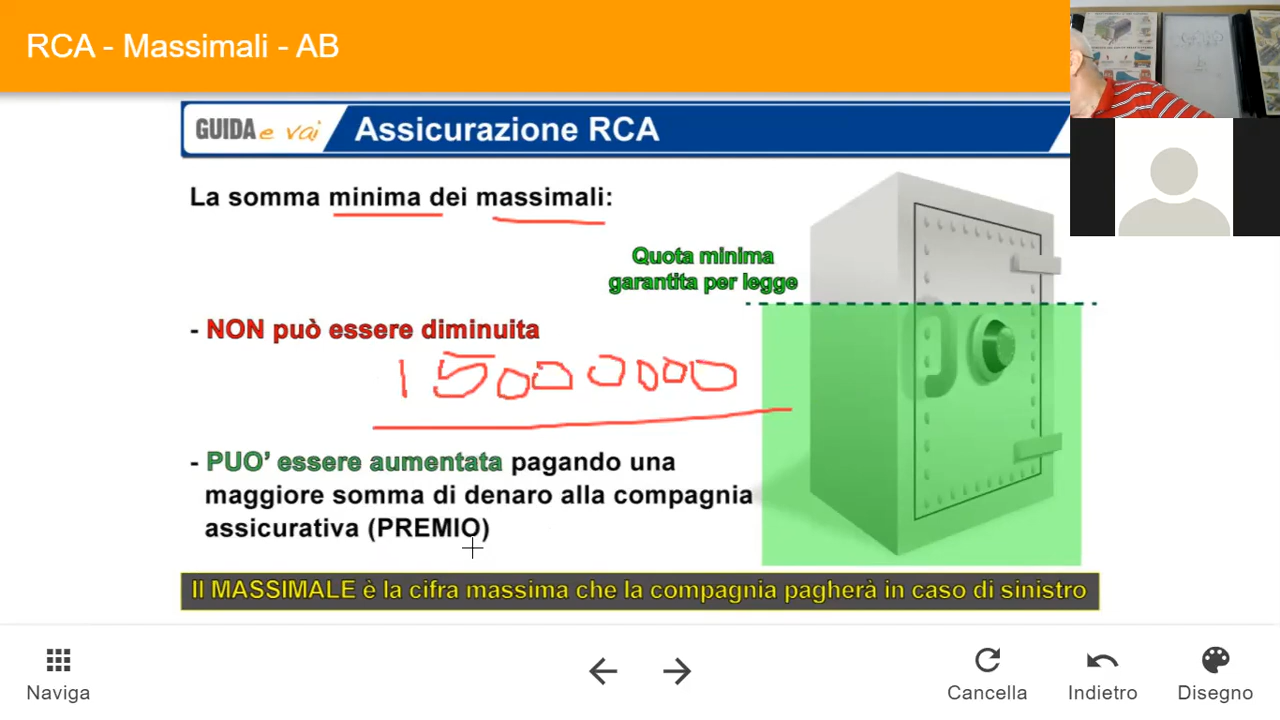 RCA - Massimali - AB
GUIDA e vai
Assicurazione RCA
La somma minima dei massimali:
Quota minima
garantita per legge
- NON può essere diminuita
15000000
- PUO' essere aumentata pagando una
maggiore somma di denaro alla compagnia
assicurativa (PREMIO)
Il MASSIMALE è la cifra massima che la compagnia pagherà in caso di sinistro
Naviga
Cancella
Indietro
Disegno